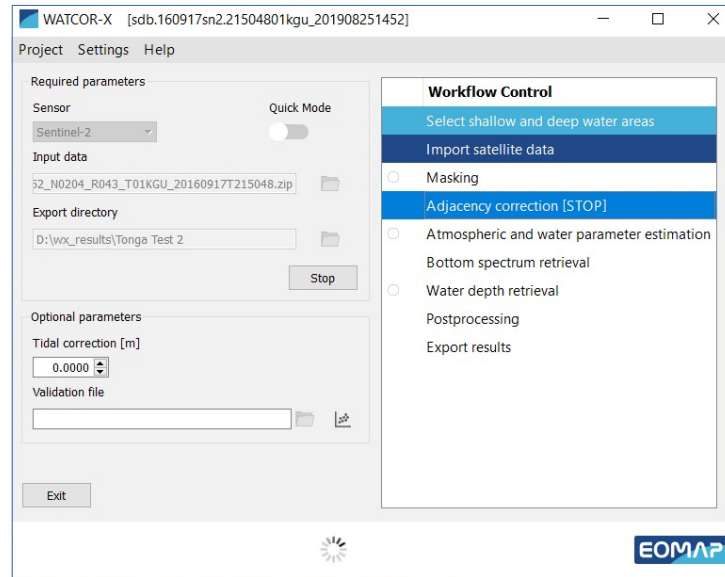 WATCOR-X [sdb.160917sn2.21504801kgu_201908251452]
Project Settings Help
Required parameters
Sensor
Quick Mode
Sentinel-2
Input data
52_N0204_R043_T01KGU_20160917T215048.zip
Export directory
D:\wx_results\Tonga Test 2
Stop
Optional parameters
Tidal correction [m]
0.0000
Validation file
Exit
Workflow Control
Select shallow and deep water areas
Import satellite data
Masking
Adjacency correction [STOP]
Atmospheric and water parameter estimation
Bottom spectrum retrieval
Water depth retrieval
Postprocessing
Export results
EOMAP